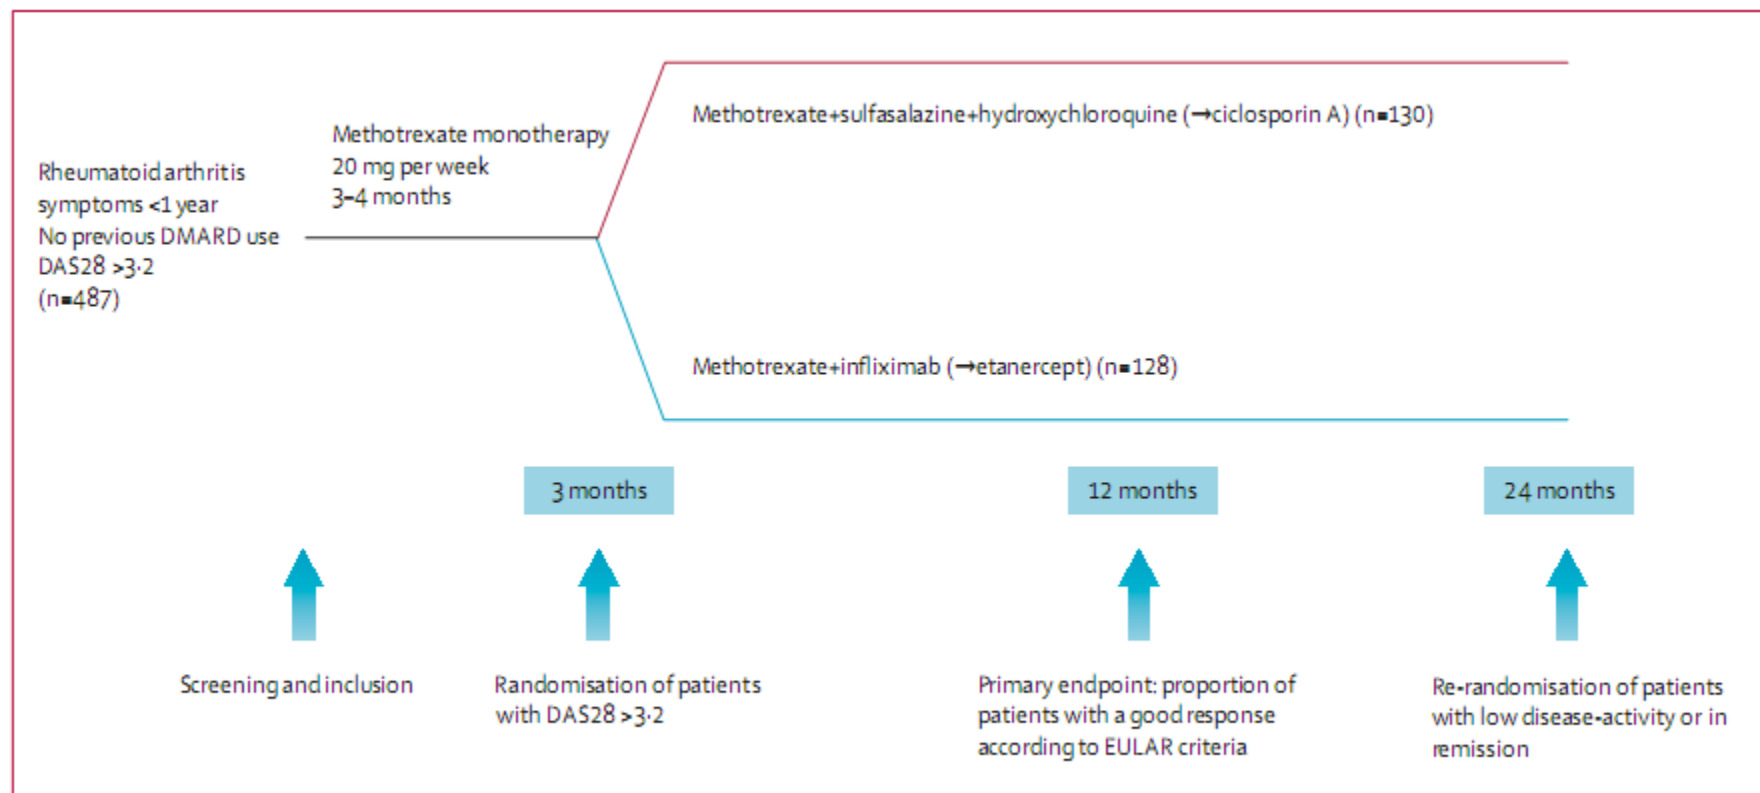 Rheumatoid arthritis
symptoms <1 year
No previous DMARD use
DAS28 >3·2
(n=487)
Methotrexate monotherapy
20 mg per week
3–4 months
Methotrexate+sulfasalazine+hydroxychloroquine (→ciclosporin A) (n=130)
Methotrexate+infliximab (→etanercept) (n=128)
3 months
12 months
24 months
Screening and inclusion
Randomisation of patients
with DAS28 >3·2
Primary endpoint: proportion of
patients with a good response
according to EULAR criteria
Re-randomisation of patients
with low disease-activity or in
remission